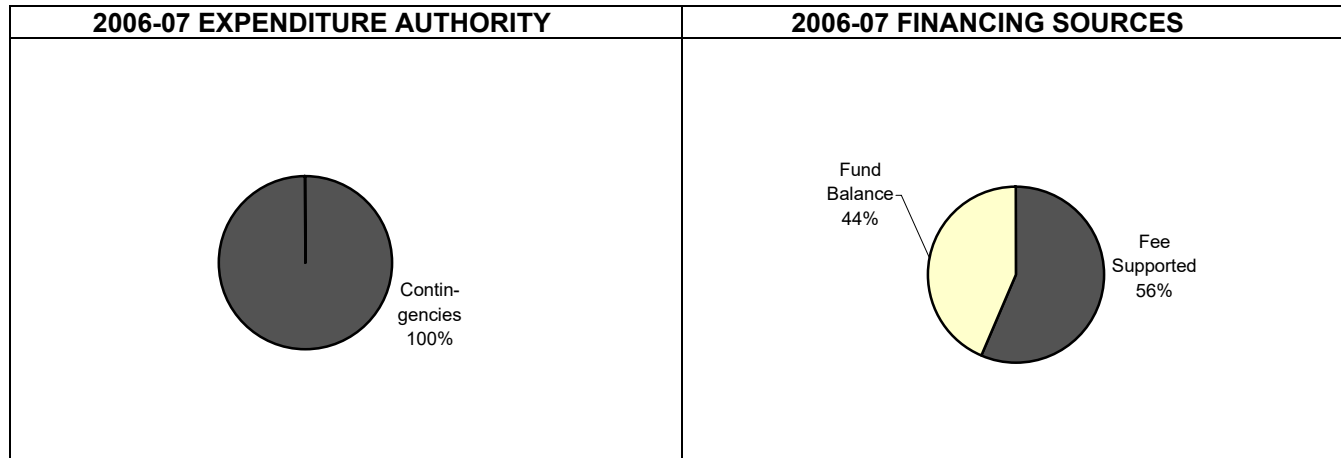 2006-07 EXPENDITURE AUTHORITY
2006-07 FINANCING SOURCES
Contin-
gencies
100%
Fund
Balance
44%
Fee
Supported
56%